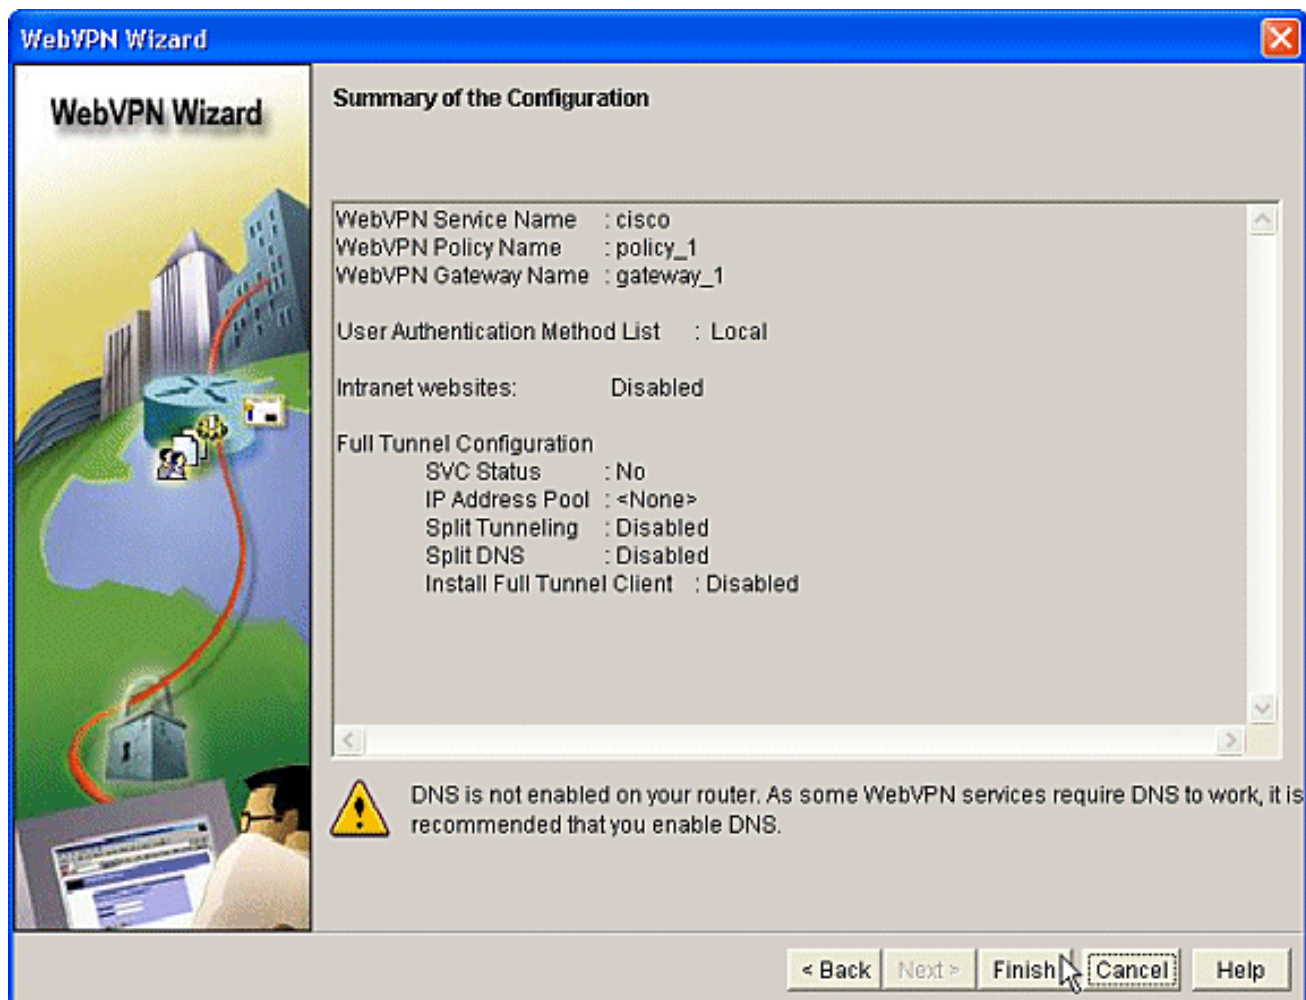 WebVPN Wizard
WebVPN Wizard
Summary of the Configuration
WebVPN Service Name : cisco
WebVPN Policy Name : policy_1
WebVPN Gateway Name : gateway_1
User Authentication Method List : Local
Intranet websites: Disabled
Full Tunnel Configuration
SVC Status : No
IP Address Pool : <None>
Split Tunneling : Disabled
Split DNS : Disabled
Install Full Tunnel Client : Disabled
DNS is not enabled on your router. As some WebVPN services require DNS to work, it is
recommended that you enable DNS.
< Back Next > Finish Cancel Help